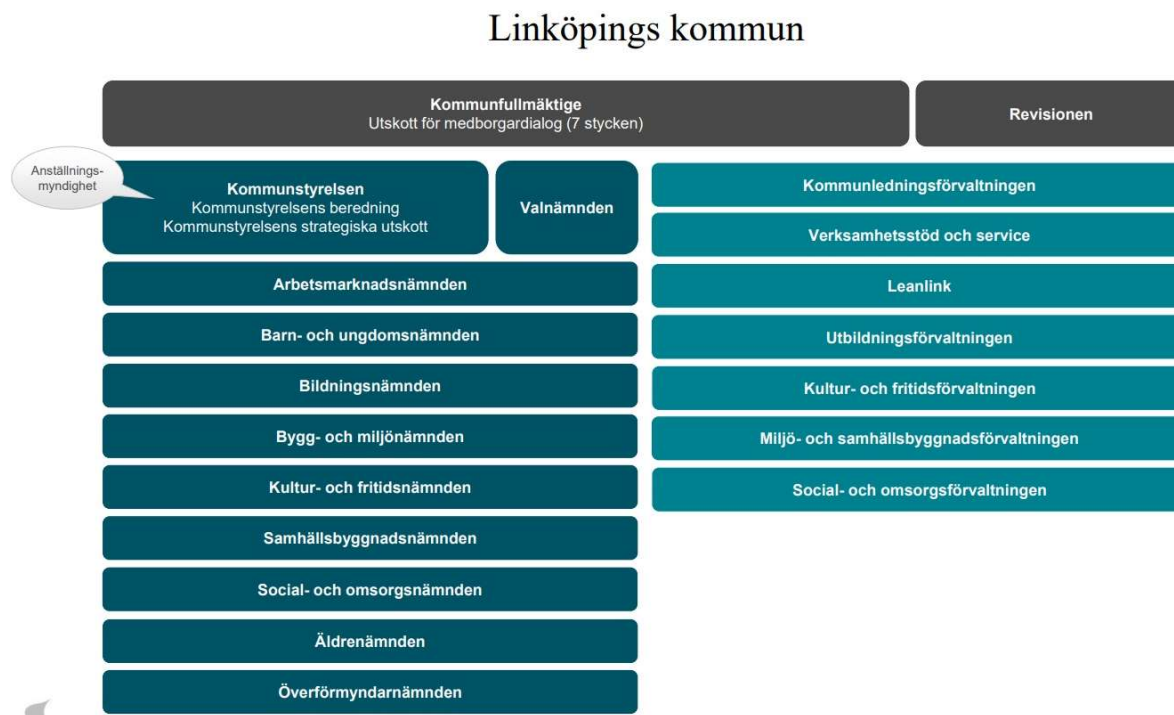 Linköpings kommun
Kommunfullmäktige
Utskott för medborgardialog (7 stycken)
Revisionen
Anställnings-
myndighet
Kommunstyrelsen
Kommunstyrelsens beredning
Kommunstyrelsens strategiska utskott
Valnämnden
Arbetsmarknadsnämnden
Barn- och ungdomsnämnden
Bildningsnämnden
Bygg- och miljönämnden
Kultur- och fritidsnämnden
Samhällsbyggnadsnämnden
Social- och omsorgsnämnden
Äldrenämnden
Överförmyndarnämnden
Kommunledningsförvaltningen
Verksamhetsstöd och service
Leanlink
Utbildningsförvaltningen
Kultur- och fritidsförvaltningen
Miljö- och samhällsbyggnadsförvaltningen
Social- och omsorgsförvaltningen